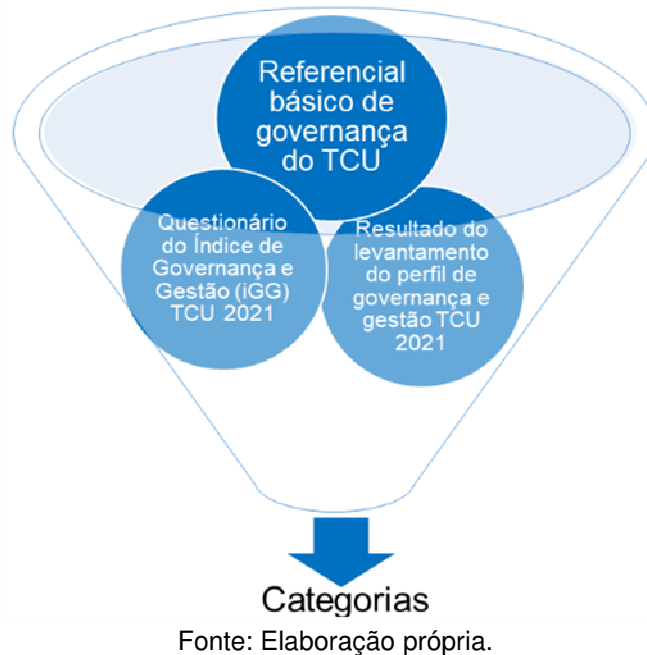 Referencial
básico de
governança
do TCU
Questionário
do Índice de
Governança e
Gestão (iGG)
TCU 2021
Resultado do
levantamento
do perfil de
governança e
gestão TCU
2021
Categorias
Fonte: Elaboração própria.